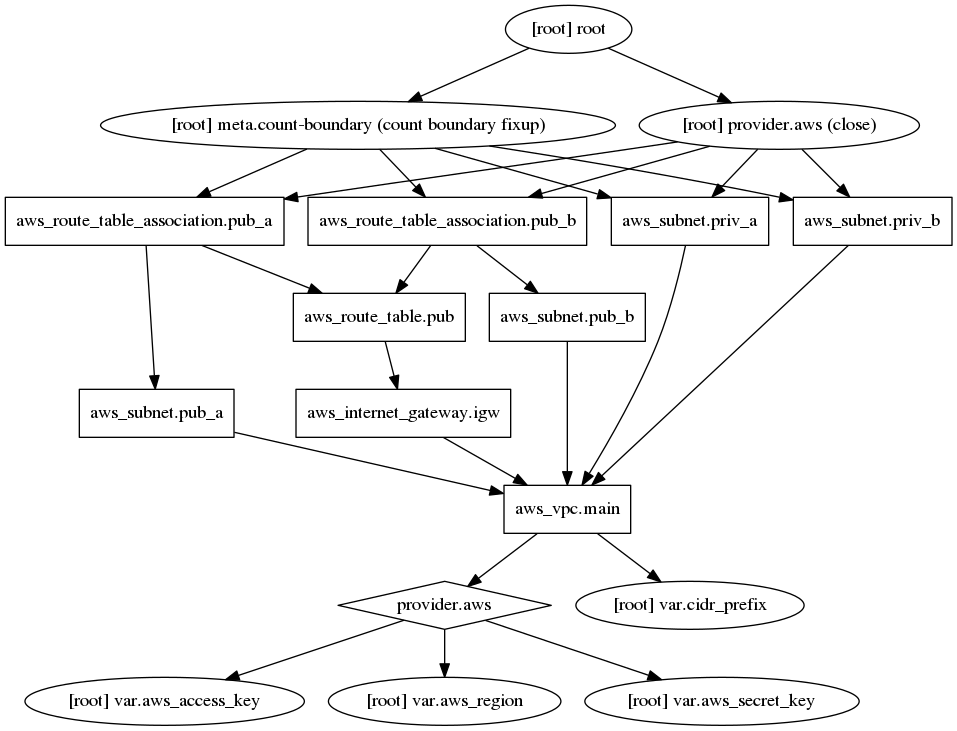 [root] root
[root] meta.count-boundary (count boundary fixup)
[root] provider.aws (close)
aws_route_table_association.pub_a
aws_route_table_association.pub_b
aws_subnet.priv_a
aws_subnet.priv_b
aws_route_table.pub
aws_subnet.pub_b
aws_subnet.pub_a
aws_internet_gateway.igw
aws_vpc.main
provider.aws
[root] var.cidr_prefix
[root] var.aws_access_key
[root] var.aws_region
[root] var.aws_secret_key